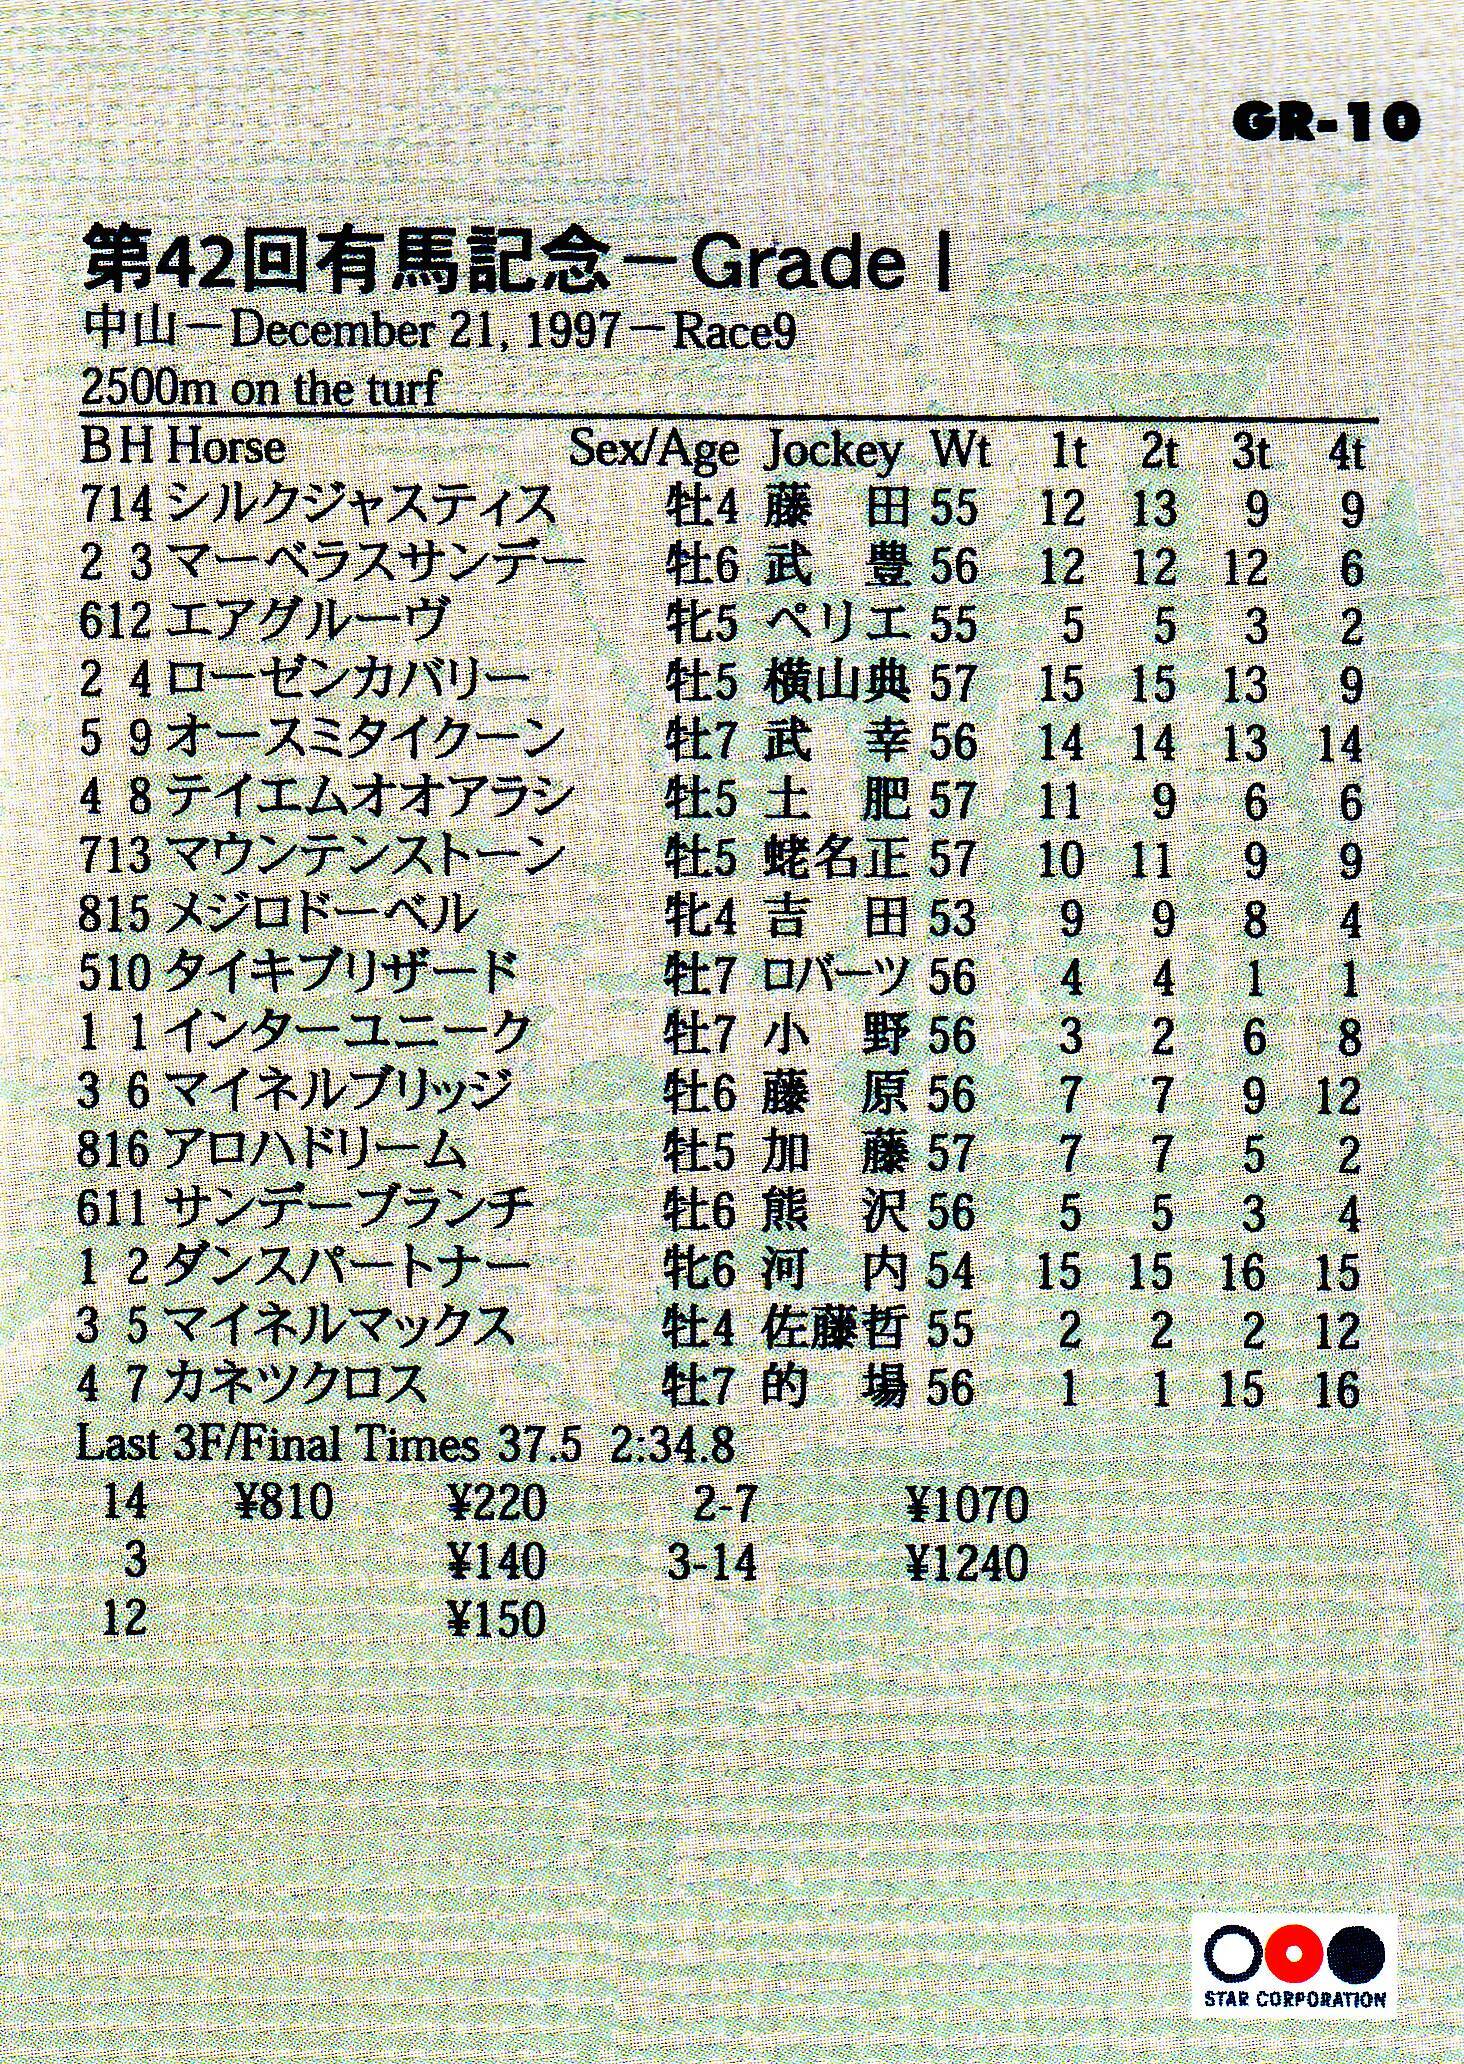 GR-10
第42回有馬記念－Grade I
中山－December 21, 1997－Race9
2500m on the turf
B H Horse Sex/Age Jockey Wt 1t 2t 3t 4t
7 14 シルクジャスティス 牡4 藤 田 55 12 13 9 9
2 3 マーベラスサンデー 牡6 武 豊 56 12 12 12 6
6 12 エアグルーヴ 牝5 ペリエ 55 5 5 3 2
2 4 ローゼンカバリー 牡5 横山典 57 15 15 13 9
5 9 オースミタイクーン 牡7 武 幸 56 14 14 13 14
4 8 テイエムオオアラシ 牡5 土 肥 57 11 9 6 6
7 13 マウンテンストーン 牡5 蛯名正 57 10 11 9 9
8 15 メジロドーベル 牝4 吉 田 53 9 9 8 4
5 10 タイキブリザード 牡7 ロバーツ 56 4 4 1 1
1 1 インターユニーク 牡7 小 野 56 3 2 6 8
3 6 マイネルブリッジ 牡6 藤 原 56 7 7 9 12
8 16 アロハドリーム 牡5 加 藤 57 7 7 5 2
6 11 サンデーブランチ 牡6 熊 沢 56 5 5 3 4
1 2 ダンスパートナー 牝6 河 内 54 15 15 16 15
3 5 マイネルマックス 牡4 佐藤哲 55 2 2 2 12
4 7 カネツクロス 牡7 的 場 56 1 1 15 16
Last 3F/Final Times 37.5 2:34.8
14 ¥810 ¥220 2-7 ¥1070
3 ¥140 3-14 ¥1240
12 ¥150
STAR CORPORATION